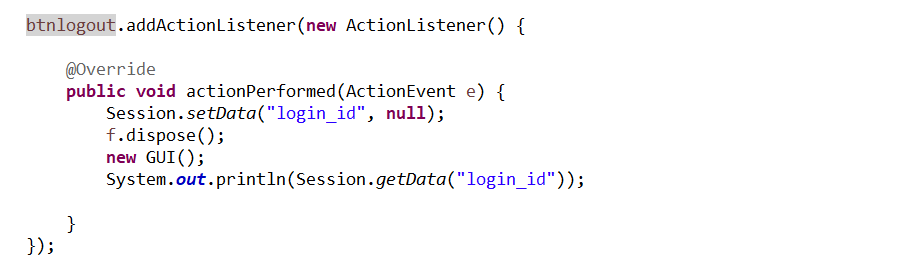 btnlogout.addActionListener(new ActionListener() {
@Override
public void actionPerformed(ActionEvent e) {
Session.setData("login_id", null);
f.dispose();
new GUI();
System.out.println(Session.getData("login_id"));
}
});